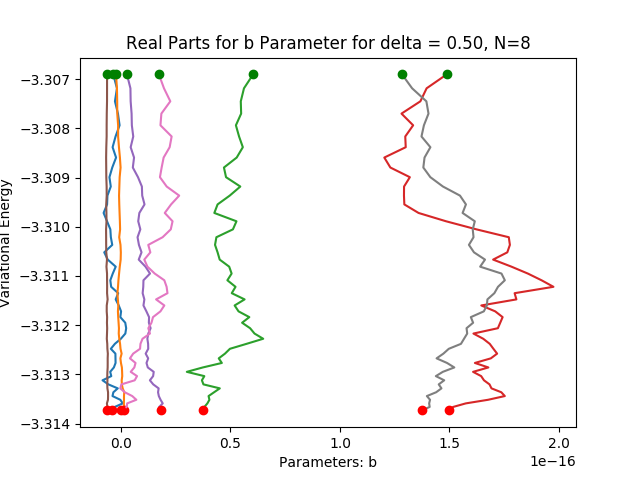 Real Parts for b Parameter for delta = 0.50, N=8
Variational Energy
−3.307
−3.308
−3.309
−3.310
−3.311
−3.312
−3.313
−3.314
0.0 0.5 1.0 1.5 2.0
Parameters: b
1e−16